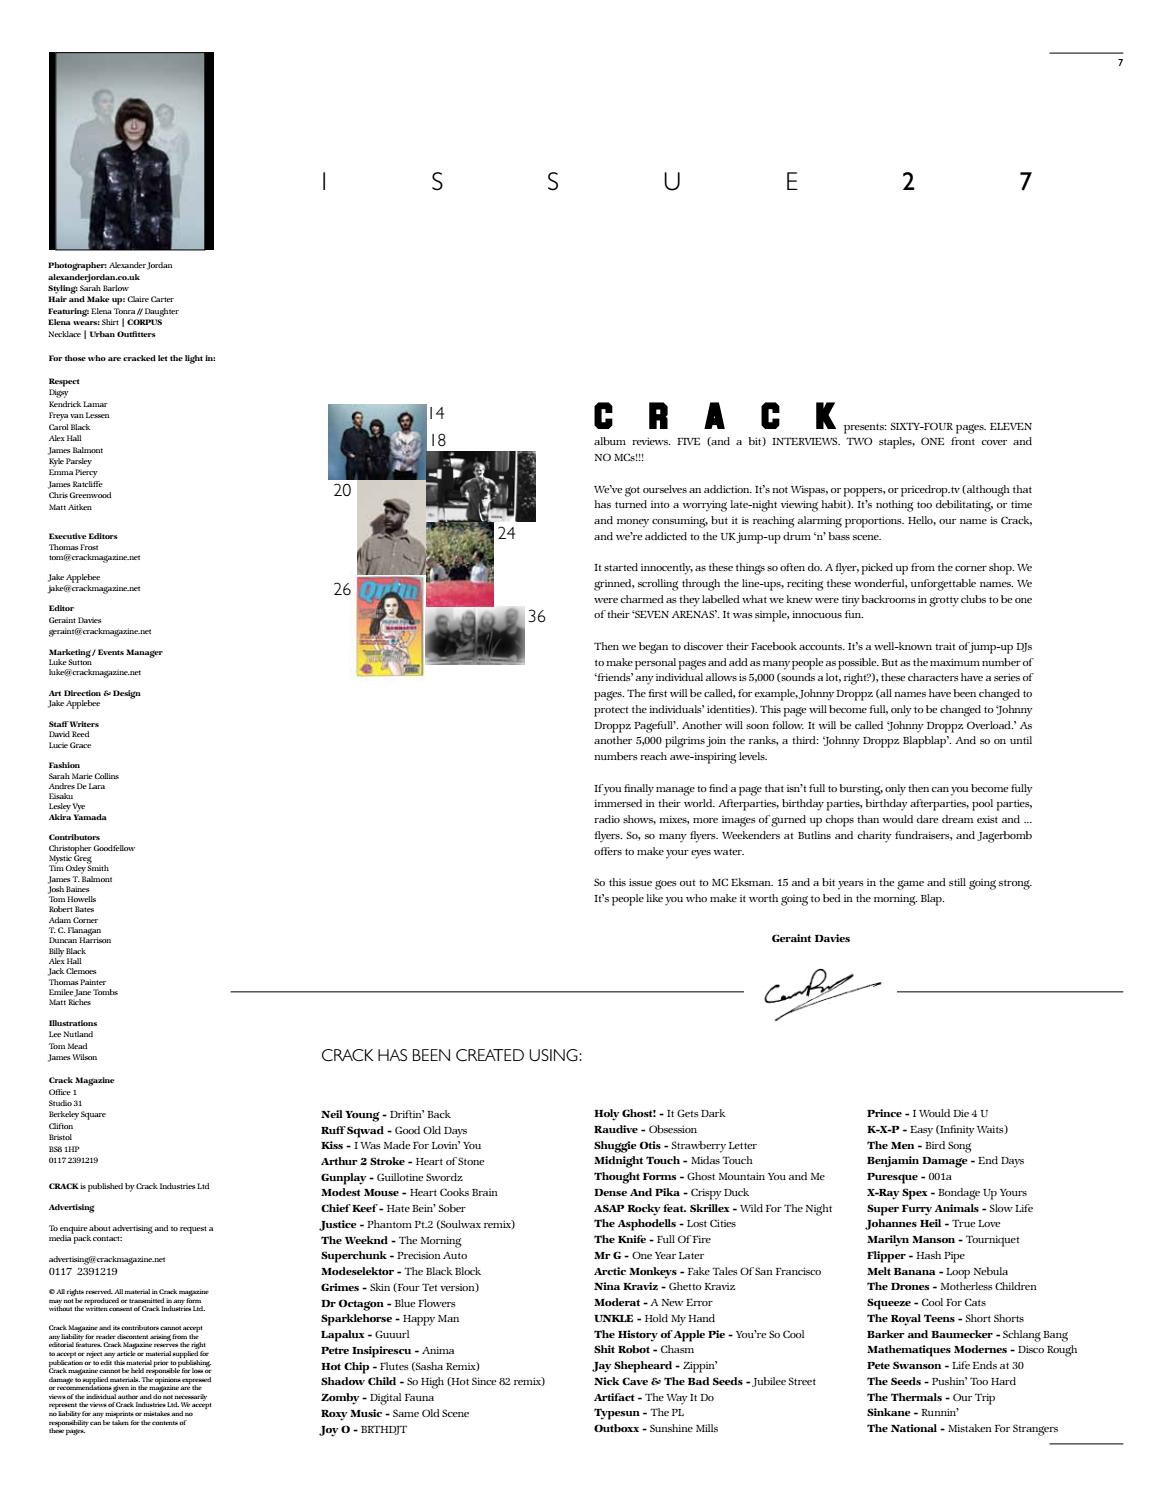 7
I S S U E 2 7
Photographer: Alexander Jordan
alexanderjordan.co.uk
Styling: Sarah Barlow
Hair and Make up: Claire Carter
Featuring: Elena Tonra // Daughter
Elena wears: Shirt | CORPUS
Necklace | Urban Outfitters
For those who are cracked let the light in:
Respect
Digsy
Kendrick Lamar
Freya van Lessen
Carol Black
Alex Hall
James Balmont
Kyle Parsley
Emma Piercy
James Ratcliffe
Chris Greenwood
Matt Aitken
Executive Editors
Thomas Frost
tom@crackmagazine.net
Jake Applebee
jake@crackmagazine.net
Editor
Geraint Davies
geraint@crackmagazine.net
Marketing / Events Manager
Luke Sutton
luke@crackmagazine.net
Art Direction & Design
Jake Applebee
Staff Writers
David Reed
Lucie Grace
Fashion
Sarah Marie Collins
Andres De Lara
Eisaku
Lesley Vye
Akira Yamada
Contributors
Christopher Goodfellow
Mystic Greg
Tim Oxley Smith
James T. Balmont
Josh Baines
Tom Howells
Robert Bates
Adam Corner
T. C. Flanagan
Duncan Harrison
Billy Black
Alex Hall
Jack Clemoes
Thomas Painter
Emilee Jane Tombs
Matt Riches
Illustrations
Lee Nutland
Tom Mead
James Wilson
Crack Magazine
Office 1
Studio 31
Berkeley Square
Clifton
Bristol
BS8 1HP
0117 2391219
CRACK is published by Crack Industries Ltd
Advertising
To enquire about advertising and to request a
media pack contact:
advertising@crackmagazine.net
0117 2391219
© All rights reserved. All material in Crack magazine
may not be reproduced or transmitted in any form
without the written consent of Crack Industries Ltd.
Crack Magazine and its contributors cannot accept
any liability for reader discontent arising from the
editorial features. Crack Magazine reserves the right
to accept or reject any article or material supplied for
publication or to edit this material prior to publishing.
Crack magazine cannot be held responsible for loss or
damage to supplied materials. The opinions expressed
or recommendations given in the magazine are the
views of the individual author and do not necessarily
represent the views of Crack Industries Ltd. We accept
no liability for any misprints or mistakes and no
responsibility can be taken for the contents of
these pages.
14
18
20
24
26
Quim
36
CRACK presents: SIXTY-FOUR pages. ELEVEN
album reviews. FIVE (and a bit) INTERVIEWS. TWO staples, ONE front cover and
NO MCs!!!
We've got ourselves an addiction. It's not Wispas, or poppers, or pricedrop.tv (although that
has turned into a worrying late-night viewing habit). It's nothing too debilitating, or time
and money consuming, but it is reaching alarming proportions. Hello, our name is Crack,
and we're addicted to the UK jump-up drum 'n' bass scene.
It started innocently, as these things so often do. A flyer, picked up from the corner shop. We
grinned, scrolling through the line-ups, reciting these wonderful, unforgettable names. We
were charmed as they labelled what we knew were tiny backrooms in grotty clubs to be one
of their 'SEVEN ARENAS'. It was simple, innocuous fun.
Then we began to discover their Facebook accounts. It's a well-known trait of jump-up DJs
to make personal pages and add as many people as possible. But as the maximum number of
'friends' any individual allows is 5,000 (sounds a lot, right?), these characters have a series of
pages. The first will be called, for example, Johnny Droppz (all names have been changed to
protect the individuals' identities). This page will become full, only to be changed to 'Johnny
Droppz Pagefull'. Another will soon follow. It will be called 'Johnny Droppz Overload.' As
another 5,000 pilgrims join the ranks, a third: 'Johnny Droppz Blapblap'. And so on until
numbers reach awe-inspiring levels.
If you finally manage to find a page that isn't full to bursting, only then can you become fully
immersed in their world. Afterparties, birthday parties, birthday afterparties, pool parties,
radio shows, mixes, more images of gurned up chops than would dare dream exist and ...
flyers. So, so many flyers. Weekenders at Butlins and charity fundraisers, and Jagerbomb
offers to make your eyes water.
So this issue goes out to MC Eksman. 15 and a bit years in the game and still going strong.
It's people like you who make it worth going to bed in the morning. Blap.
Geraint Davies
CRACK HAS BEEN CREATED USING:
Neil Young - Driftin' Back
Ruff Sqwad - Good Old Days
Kiss - I Was Made For Lovin' You
Arthur 2 Stroke - Heart of Stone
Gunplay - Guillotine Swordz
Modest Mouse - Heart Cooks Brain
Chief Keef - Hate Bein' Sober
Justice - Phantom Pt.2 (Soulwax remix)
The Weeknd - The Morning
Superchunk - Precision Auto
Modeselektor - The Black Block
Grimes - Skin (Four Tet version)
Dr Octagon - Blue Flowers
Sparklehorse - Happy Man
Lapalux - Guuurl
Petre Insipirescu - Anima
Hot Chip - Flutes (Sasha Remix)
Shadow Child - So High (Hot Since 82 remix)
Zomby - Digital Fauna
Roxy Music - Same Old Scene
Joy O - BRTHDJT
Holy Ghost! - It Gets Dark
Raudive - Obsession
Shuggie Otis - Strawberry Letter
Midnight Touch - Midas Touch
Thought Forms - Ghost Mountain You and Me
Dense And Pika - Crispy Duck
ASAP Rocky feat. Skrillex - Wild For The Night
The Asphodells - Lost Cities
The Knife - Full Of Fire
Mr G - One Year Later
Arctic Monkeys - Fake Tales Of San Francisco
Nina Kraviz - Ghetto Kraviz
Moderat - A New Error
UNKLE - Hold My Hand
The History of Apple Pie - You're So Cool
Shit Robot - Chasm
Jay Shepheard - Zippin'
Nick Cave & The Bad Seeds - Jubilee Street
Artifact - The Way It Do
Typesun - The PL
Outboxx - Sunshine Mills
Prince - I Would Die 4 U
K-X-P - Easy (Infinity Waits)
The Men - Bird Song
Benjamin Damage - End Days
Puresque - 001a
X-Ray Spex - Bondage Up Yours
Super Furry Animals - Slow Life
Johannes Heil - True Love
Marilyn Manson - Tourniquet
Flipper - Hash Pipe
Melt Banana - Loop Nebula
The Drones - Motherless Children
Squeeze - Cool For Cats
The Royal Teens - Short Shorts
Barker and Baumecker - Schlang Bang
Mathematiques Modernes - Disco Rough
Pete Swanson - Life Ends at 30
The Seeds - Pushin' Too Hard
The Thermals - Our Trip
Sinkane - Runnin'
The National - Mistaken For Strangers